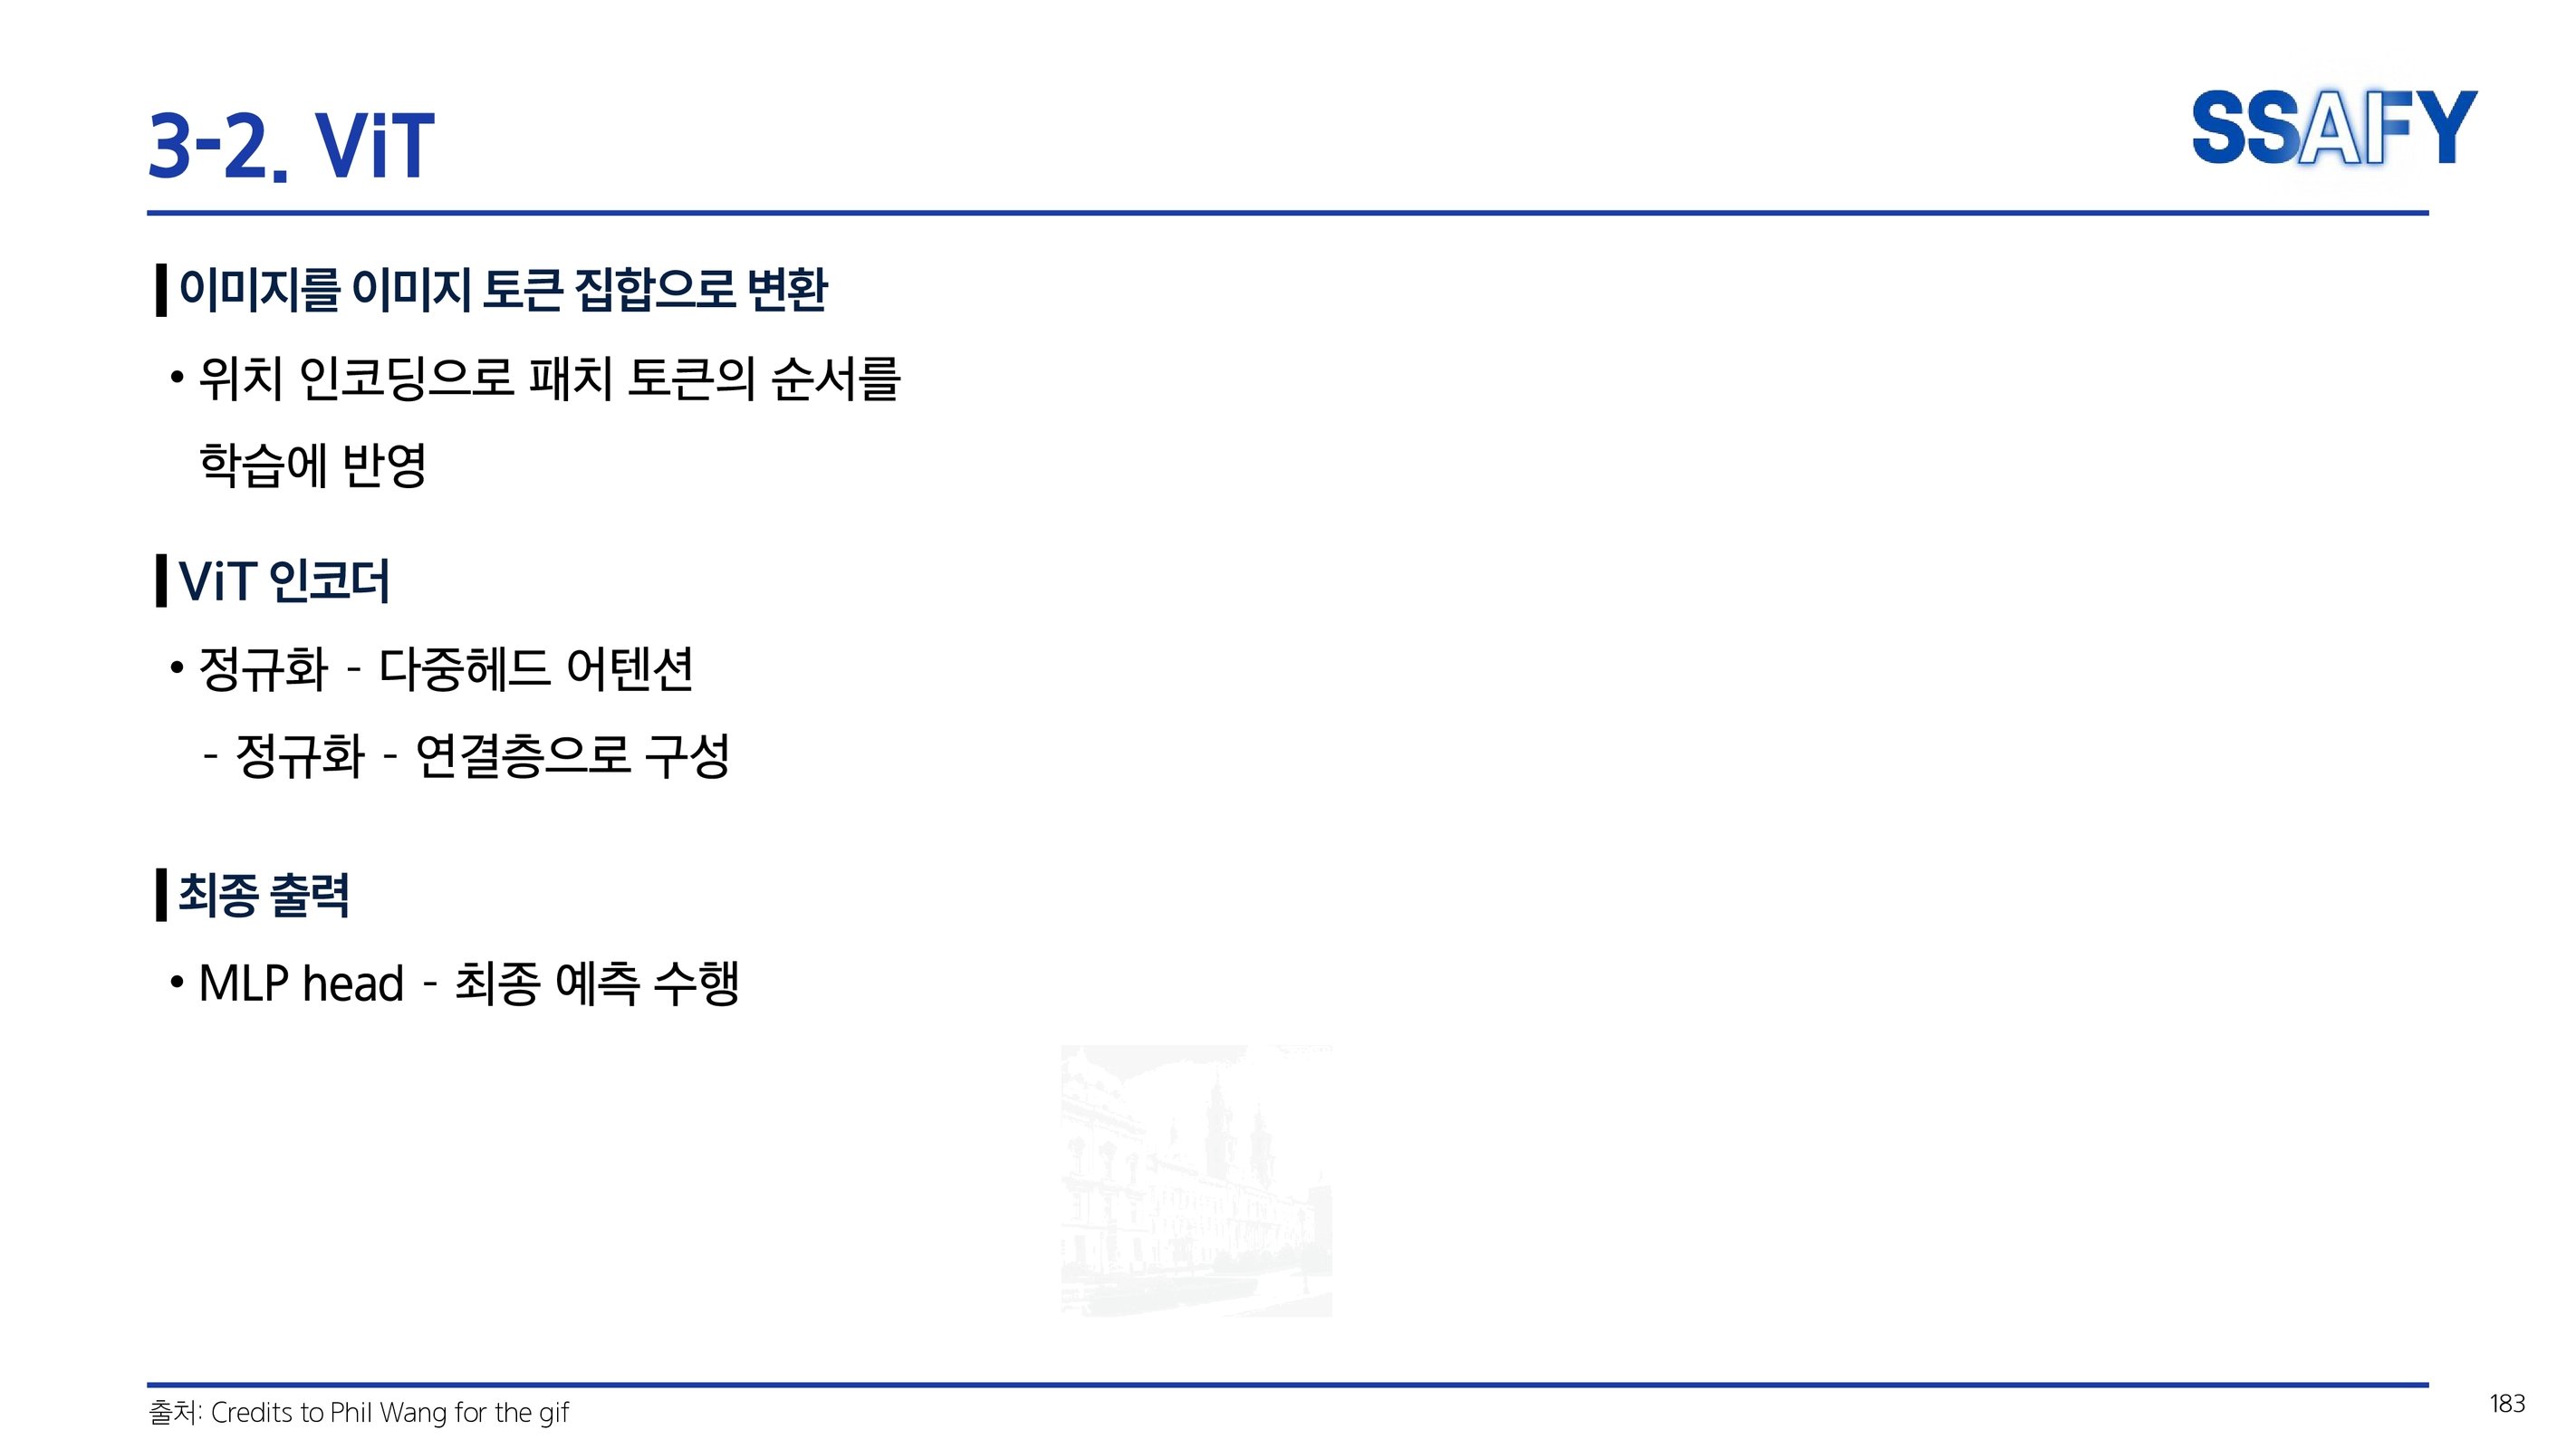 3-2. ViT
SSAFY
이미지를 이미지 토큰 집합으로 변환
• 위치 인코딩으로 패치 토큰의 순서를
학습에 반영
ViT 인코더
• 정규화 - 다중헤드 어텐션
- 정규화 - 연결층으로 구성
최종 출력
• MLP head - 최종 예측 수행
출처: Credits to Phil Wang for the gif
183